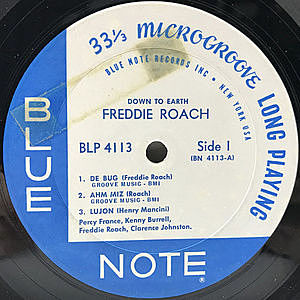 33⅓ MICROGROOVE LONG PLAYING
BLUE NOTE RECORDS INC • NEW YORK USA
BLUE
NOTE
®
DOWN TO EARTH
FREDDIE ROACH
BLP 4113 Side 1
(BN 4113-A)
1. DE BUG (Freddie Roach)
GROOVE MUSIC - BMI
2. AHM MIZ (Roach)
GROOVE MUSIC - BMI
3. LUJON (Henry Mancini)
Percy France, Kenny Burrell,
Freddie Roach, Clarence Johnston.